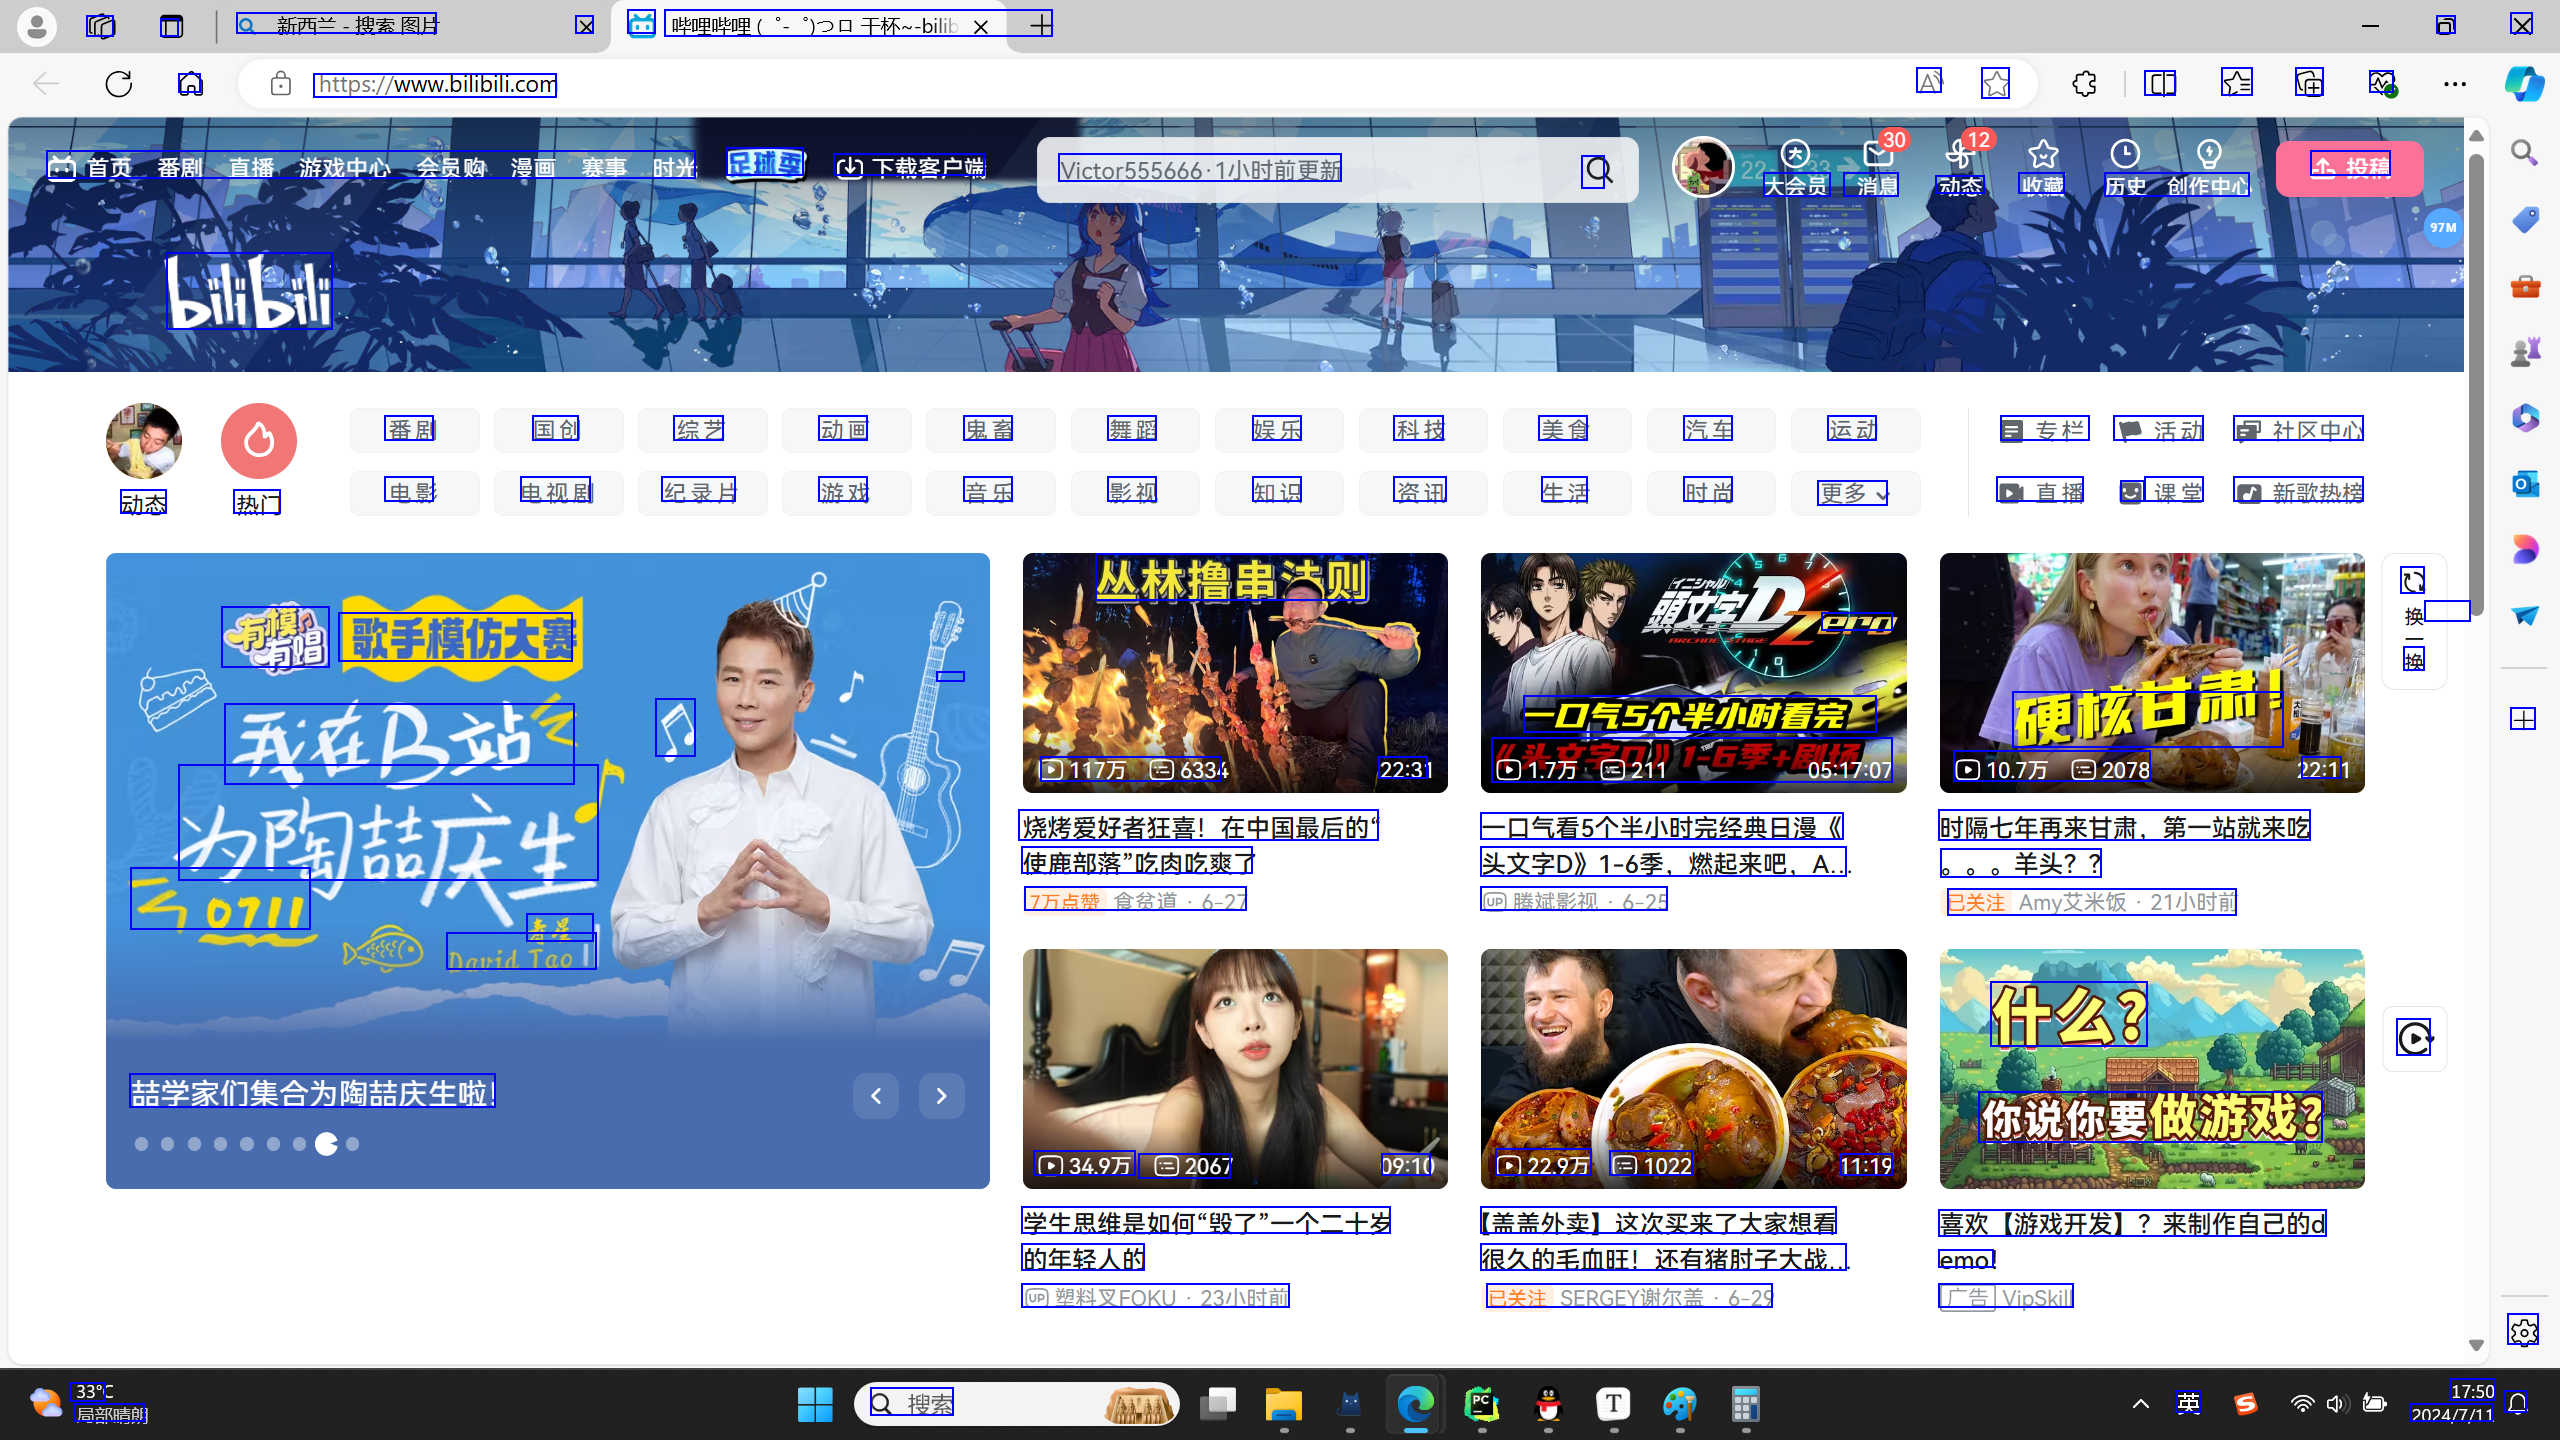 新西兰 - 搜索 图片
哔哩哔哩 (゜-゜)つロ 干杯~-bilib
https://www.bilibili.com
首页 番剧 直播 游戏中心 会员购 漫画 赛事 时光 足球季 下载客户端
Victor555666·1小时前更新
30
12
大会员 消息 动态 收藏 历史 创作中心 投稿
97M
bilibili
番剧 国创 综艺 动画 鬼畜 舞蹈 娱乐 科技 美食 汽车 运动 专栏 活动 社区中心
动态 热门
电影 电视剧 纪录片 游戏 音乐 影视 知识 资讯 生活 时尚 更多 直播 课堂 新歌热榜
有模有唱 歌手模仿大赛
我在B站
为陶喆庆生
0711
David Tao
喆学家们集合为陶喆庆生啦!
丛林撸串法则
117万 6334 22:31
烧烤爱好者狂喜！在中国最后的“
使鹿部落”吃肉吃爽了
7万点赞 食贫道 · 6-27
イニシャル
頭文字D Zero
ARCADE STAGE
一口气5个半小时看完
《头文字D》1-6季+剧场
1.7万 211 05:17:07
一口气看5个半小时完经典日漫《
头文字D》1-6季，燃起来吧，A...
UP 腾斌影视 · 6-25
硬核甘肃!
10.7万 2078 22:11
时隔七年再来甘肃，第一站就来吃
。。。羊头？？
已关注 Amy艾米饭 · 21小时前
换一换
34.9万 2067 09:10
学生思维是如何“毁了”一个二十岁
的年轻人的
UP 塑料叉FOKU · 23小时前
22.9万 1022 11:19
【盖盖外卖】这次买来了大家想看
很久的毛血旺！还有猪肘子大战...
已关注 SERGEY谢尔盖 · 6-29
什么?
你说你要做游戏?
喜欢【游戏开发】？来制作自己的d
emo!
广告 VipSkill
33°C
局部晴朗
搜索
英
17:50
2024/7/11